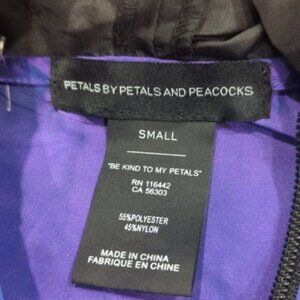 PETALS BY PETALS AND PEACOCKS
SMALL
"BE KIND TO MY PETALS"
RN 116442
CA 56303
55%POLYESTER
45%NYLON
MADE IN CHINA
FABRIQUE EN CHINE